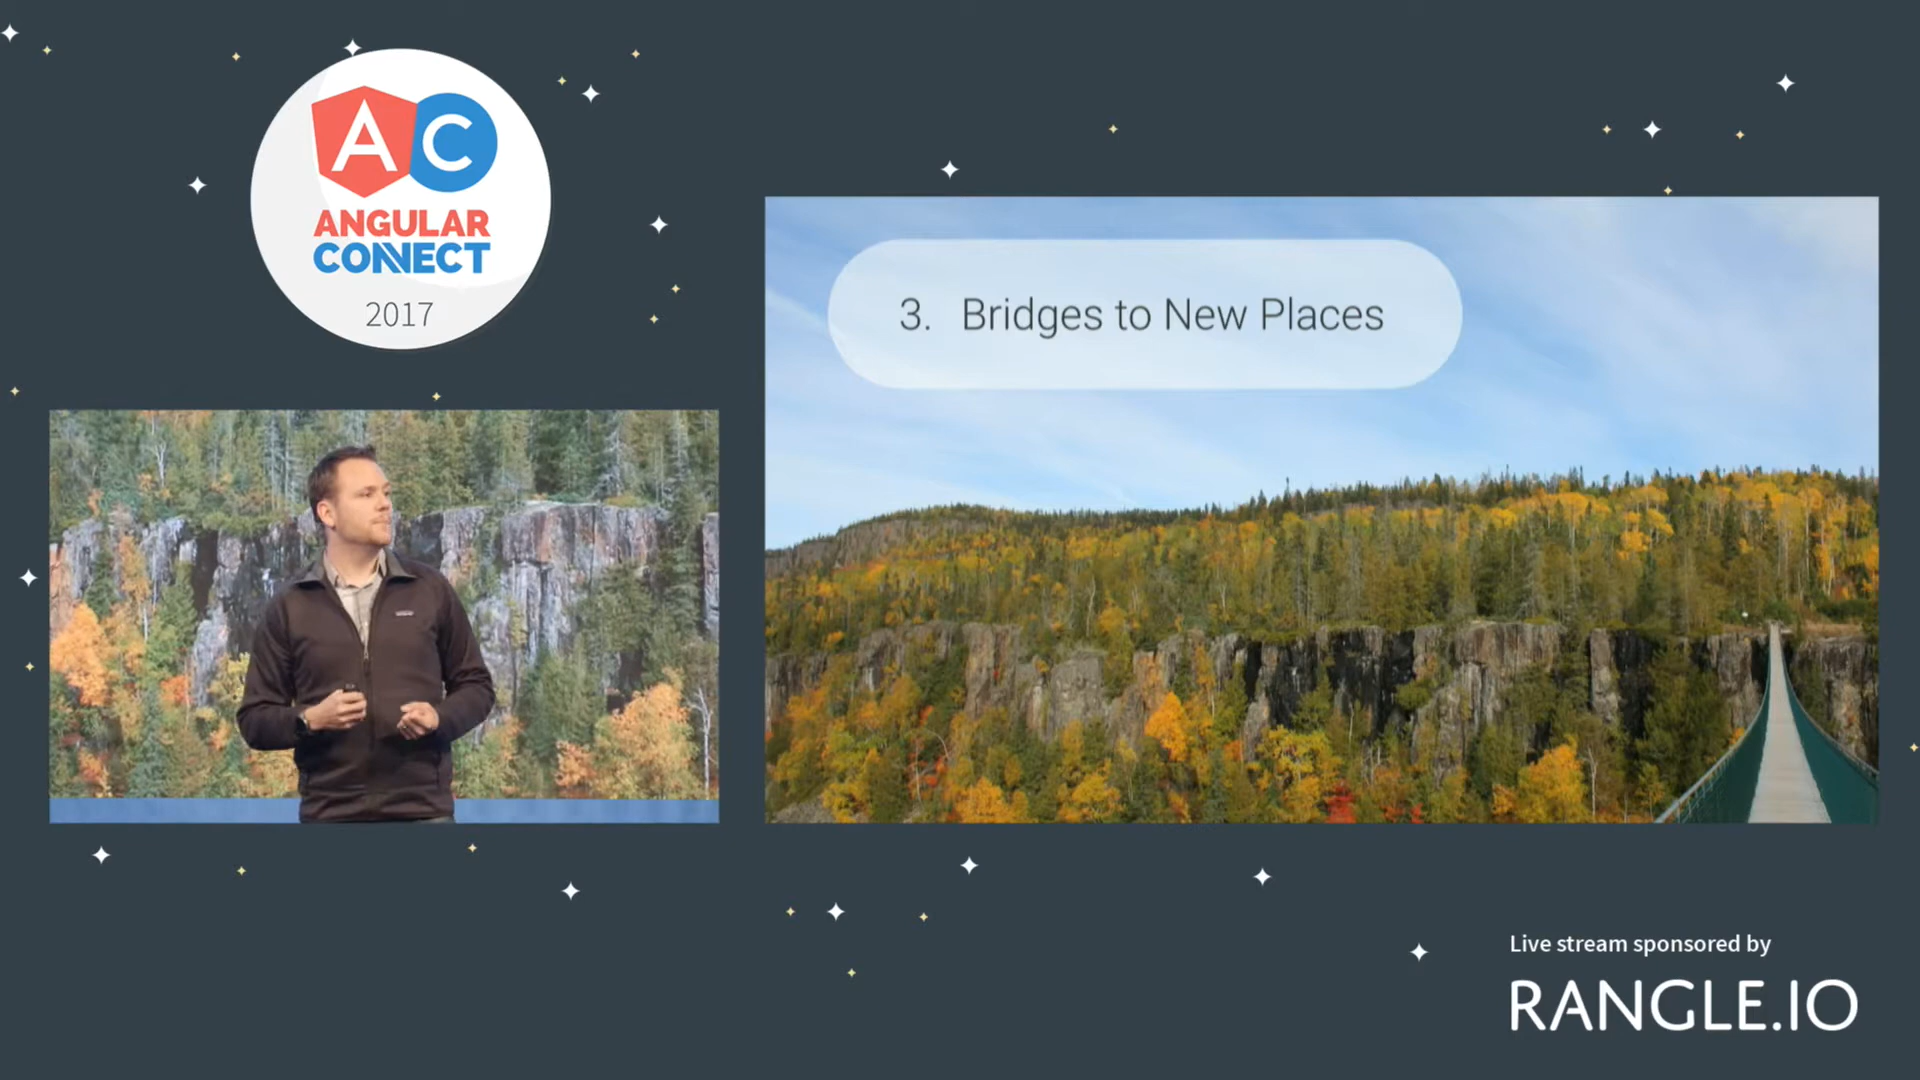 AC
ANGULAR
CONNECT
2017
3. Bridges to New Places
Live stream sponsored by
RANGLE.IO